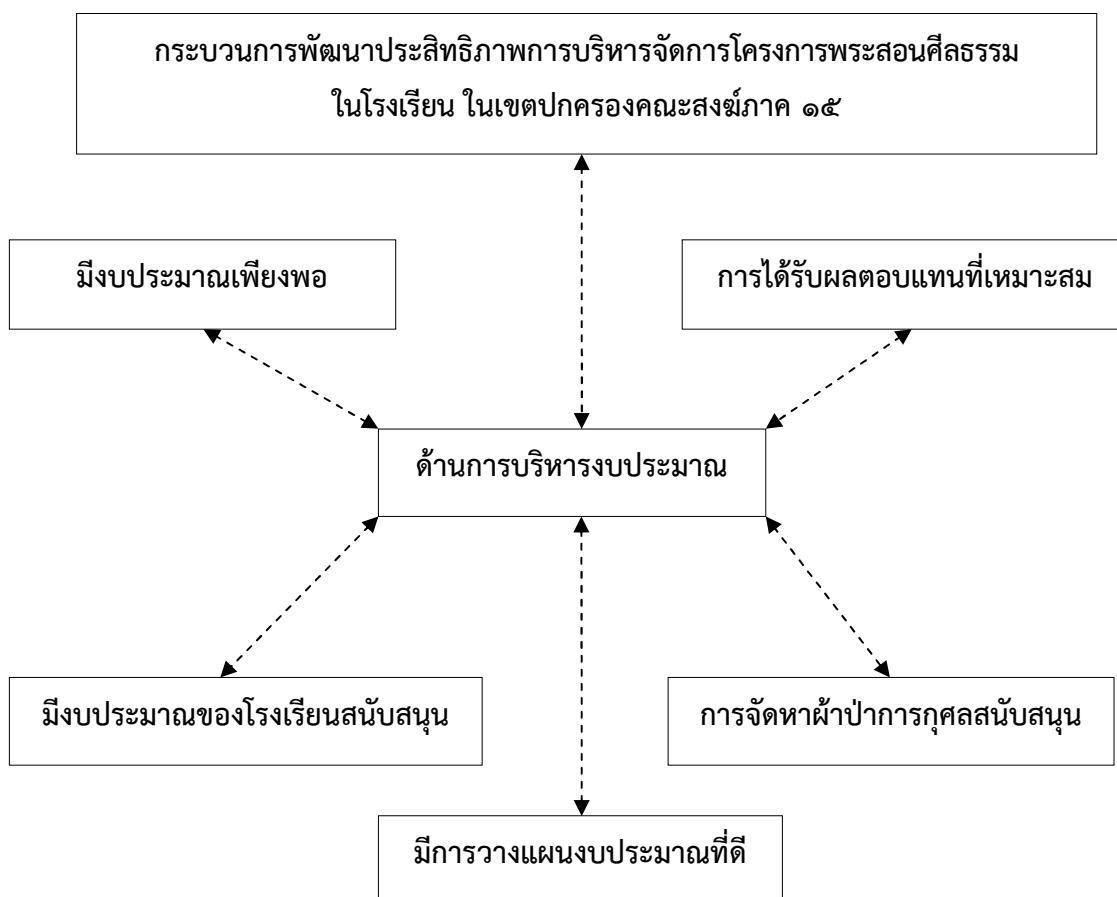 กระบวนการพัฒนาประสิทธิภาพการบริหารจัดการโครงการพระสอนศีลธรรม
ในโรงเรียน ในเขตปกครองคณะสงฆ์ภาค ๑๕
มีงบประมาณเพียงพอ
การได้รับผลตอบแทนที่เหมาะสม
ด้านการบริหารงบประมาณ
มีงบประมาณของโรงเรียนสนับสนุน
การจัดหาผ้าป่าการกุศลสนับสนุน
มีการวางแผนงบประมาณที่ดี